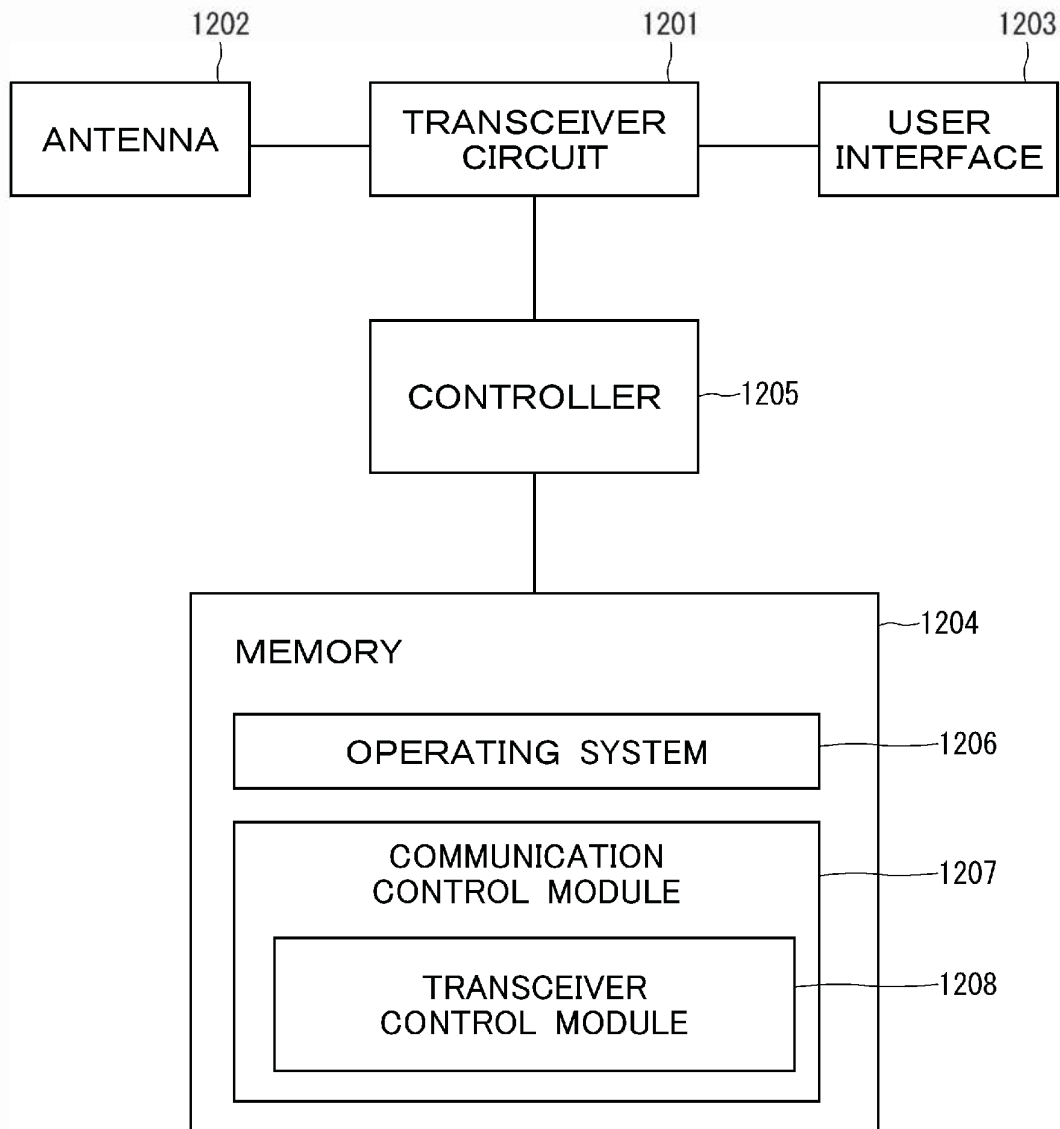 1202
1201
1203
ANTENNA
TRANSCEIVER
CIRCUIT
USER
INTERFACE
CONTROLLER
1205
1204
MEMORY
OPERATING SYSTEM
1206
COMMUNICATION
CONTROL MODULE
1207
TRANSCEIVER
CONTROL MODULE
1208